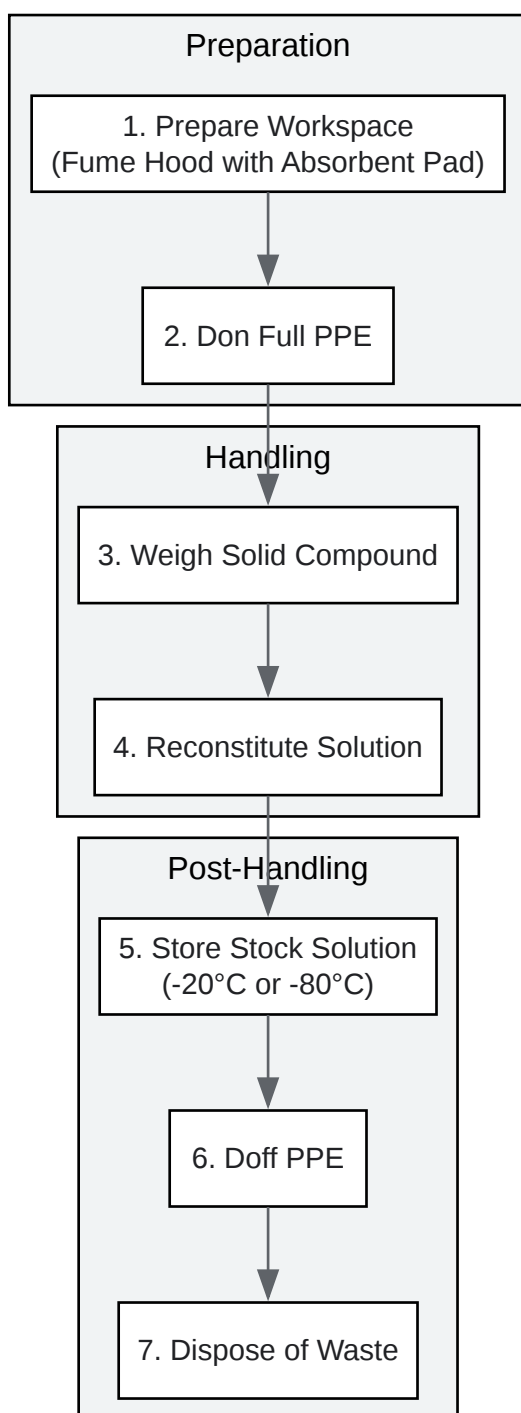 Preparation
1. Prepare Workspace
(Fume Hood with Absorbent Pad)
2. Don Full PPE
Handling
3. Weigh Solid Compound
4. Reconstitute Solution
Post-Handling
5. Store Stock Solution
(-20°C or -80°C)
6. Doff PPE
7. Dispose of Waste